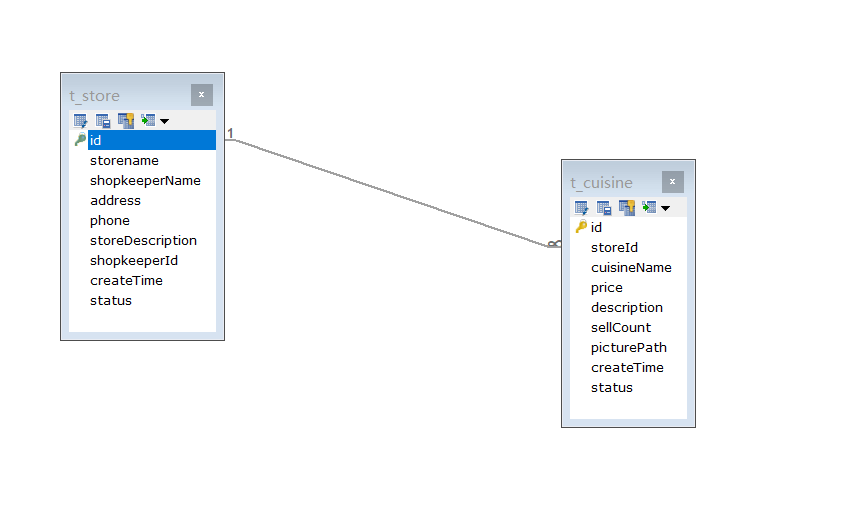 t_store
x
id
storename
shopkeeperName
address
phone
storeDescription
shopkeeperId
createTime
status
1
∞
t_cuisine
x
id
storeId
cuisineName
price
description
sellCount
picturePath
createTime
status